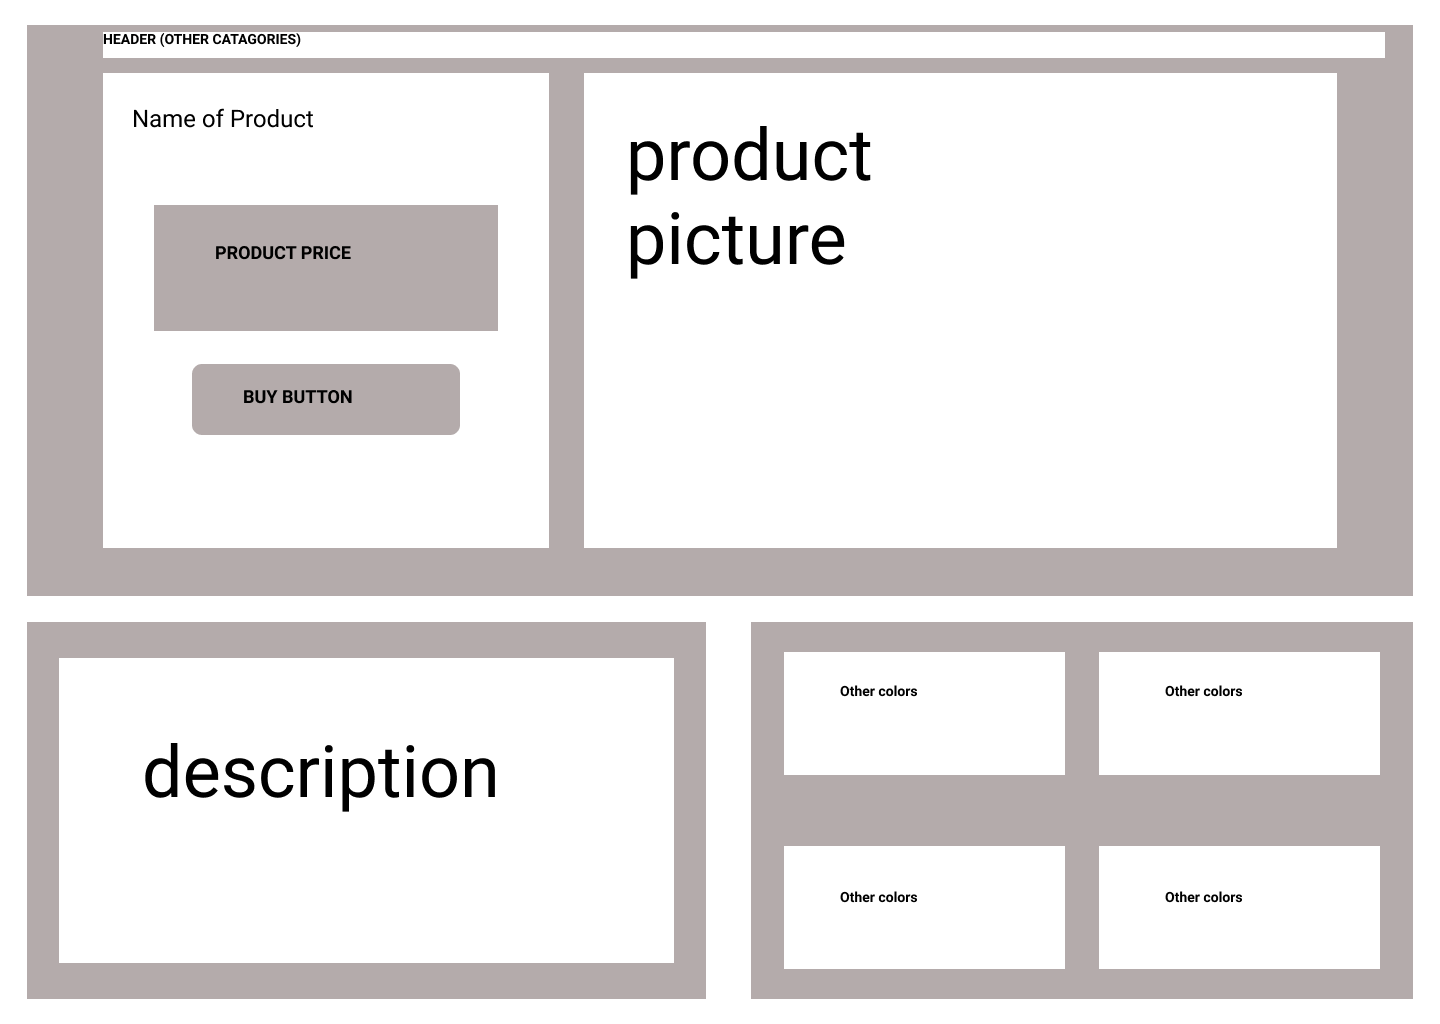 HEADER (OTHER CATAGORIES)
Name of Product
PRODUCT PRICE
BUY BUTTON
product
picture
description
Other colors
Other colors
Other colors
Other colors